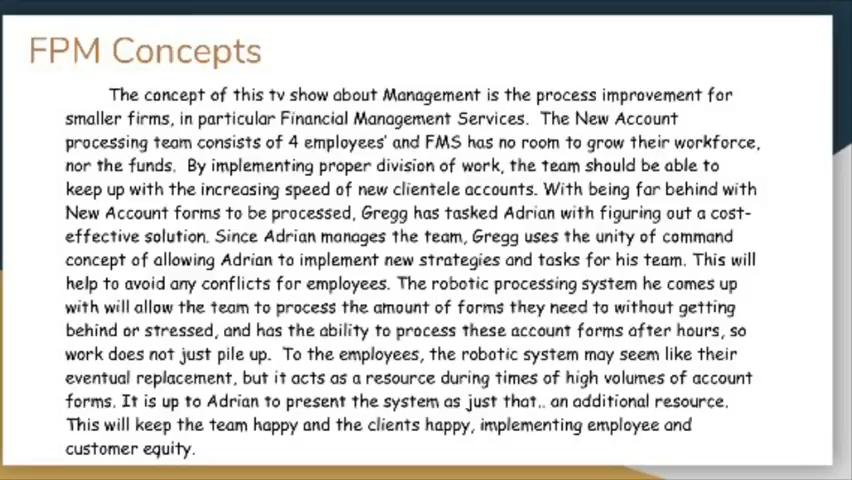 FPM Concepts
The concept of this tv show about Management is the process improvement for
smaller firms, in particular Financial Management Services. The New Account
processing team consists of 4 employees' and FMS has no room to grow their workforce,
nor the funds. By implementing proper division of work, the team should be able to
keep up with the increasing speed of new clientele accounts. With being far behind with
New Account forms to be processed, Gregg has tasked Adrian with figuring out a cost-
effective solution. Since Adrian manages the team, Gregg uses the unity of command
concept of allowing Adrian to implement new strategies and tasks for his team. This will
help to avoid any conflicts for employees. The robotic processing system he comes up
with will allow the team to process the amount of forms they need to without getting
behind or stressed, and has the ability to process these account forms after hours, so
work does not just pile up. To the employees, the robotic system may seem like their
eventual replacement, but it acts as a resource during times of high volumes of account
forms. It is up to Adrian to present the system as just that.. an additional resource.
This will keep the team happy and the clients happy, implementing employee and
customer equity.